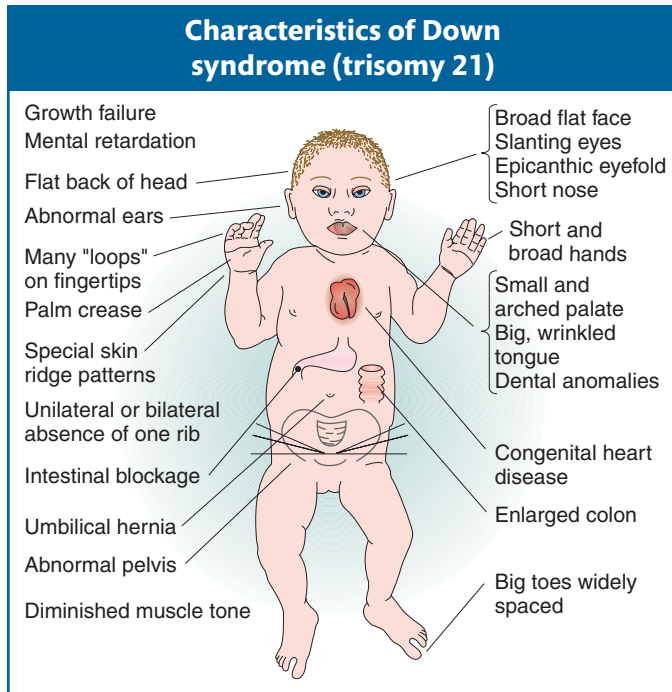 Characteristics of Down
syndrome (trisomy 21)
Growth failure
Mental retardation
Flat back of head
Abnormal ears
Many "loops"
on fingertips
Palm crease
Special skin
ridge patterns
Unilateral or bilateral
absence of one rib
Intestinal blockage
Umbilical hernia
Abnormal pelvis
Diminished muscle tone
Broad flat face
Slanting eyes
Epicanthic eyefold
Short nose
Short and
broad hands
Small and
arched palate
Big, wrinkled
tongue
Dental anomalies
Congenital heart
disease
Enlarged colon
Big toes widely
spaced